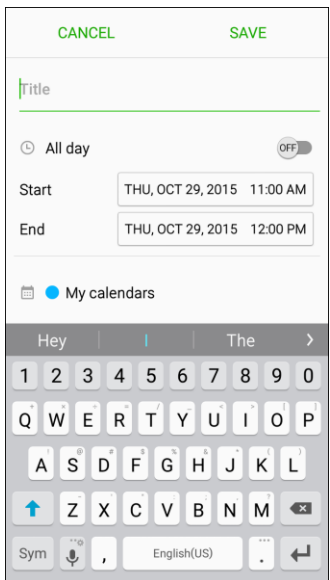 CANCEL SAVE
Title
All day OFF
Start THU, OCT 29, 2015 11:00 AM
End THU, OCT 29, 2015 12:00 PM
My calendars
Hey I The >
1 2 3 4 5 6 7 8 9 0
Q W E R T Y U I O P
A S D F G H J K L
Z X C V B N M
Sym , English(US) .